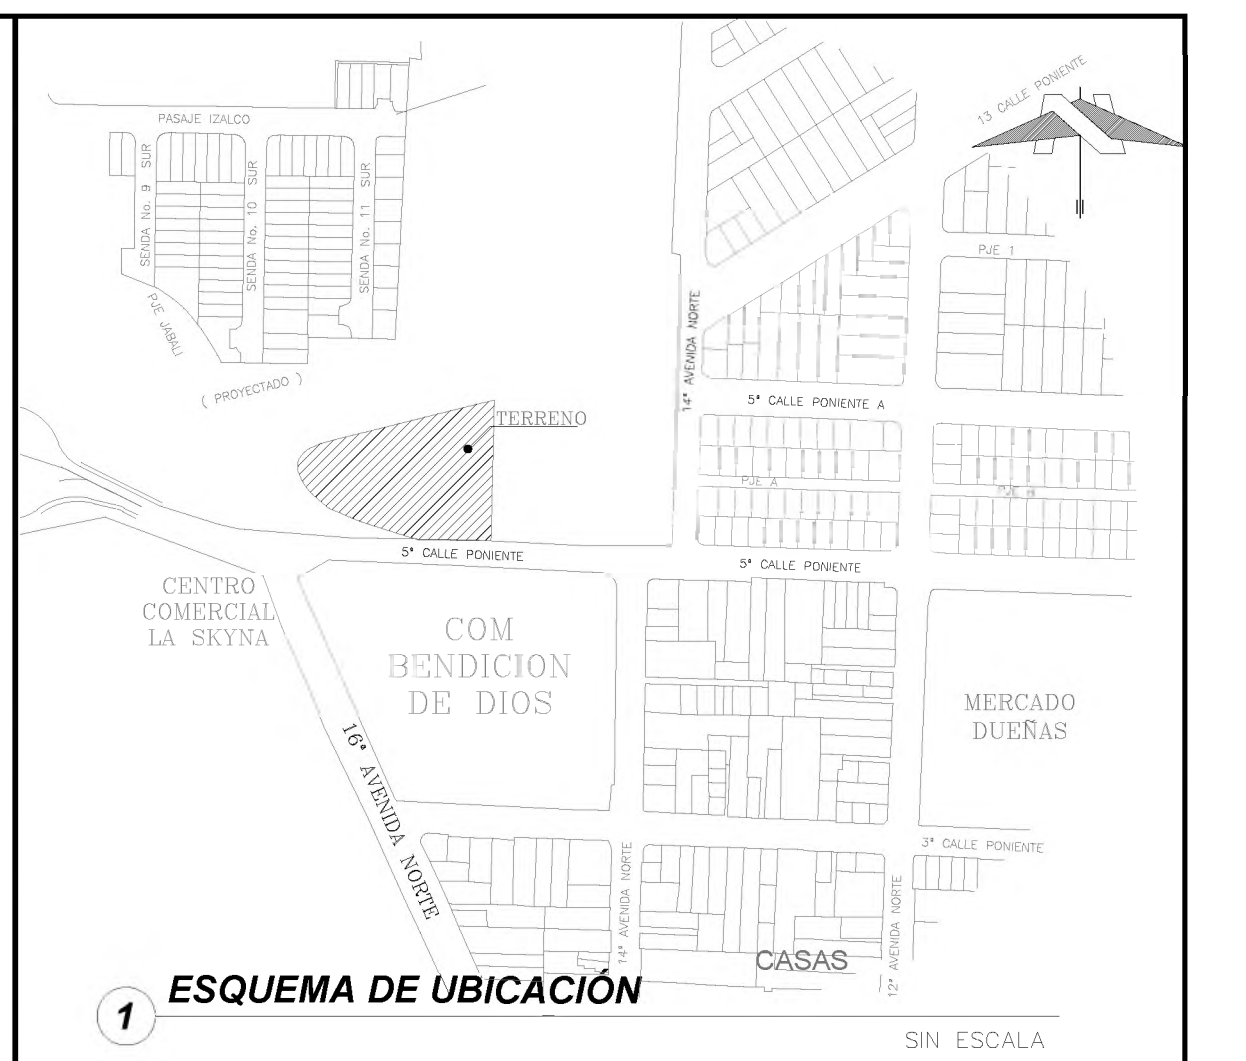 13 CALLE PONIENTE
PASAJE IZALCO
SENDA No. 9 SUR
SENDA No. 10 SUR
SENDA No. 11 SUR
PJE JABALI
( PROYECTADO )
PJE 1
14ª AVENIDA NORTE
5ª CALLE PONIENTE A
TERRENO
PJE A
5ª CALLE PONIENTE
5ª CALLE PONIENTE
CENTRO
COMERCIAL
LA SKYNA
COM
BENDICION
DE DIOS
MERCADO
DUEÑAS
16ª AVENIDA NORTE
3ª CALLE PONIENTE
14ª AVENIDA NORTE
12ª AVENIDA NORTE
CASAS
1
ESQUEMA DE UBICACIÓN
SIN ESCALA